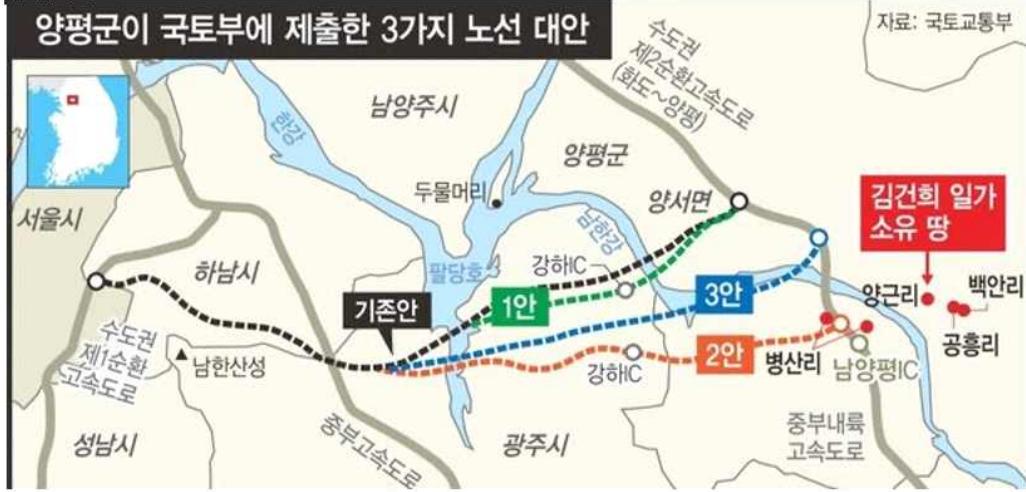 양평군이 국토부에 제출한 3가지 노선 대안
자료: 국토교통부
수도권
제2순환고속도로
(화도~양평)
남양주시
한강
양평군
두물머리
양서면
서울시
김건희 일가
소유 땅
남한강
하남시
팔당호
강하IC
기존안
1안
3안
양근리
백안리
공흥리
수도권
제1순환
고속도로
남한산성
2안
병산리
강하IC
남양평IC
성남시
중부고속도로
광주시
중부내륙
고속도로